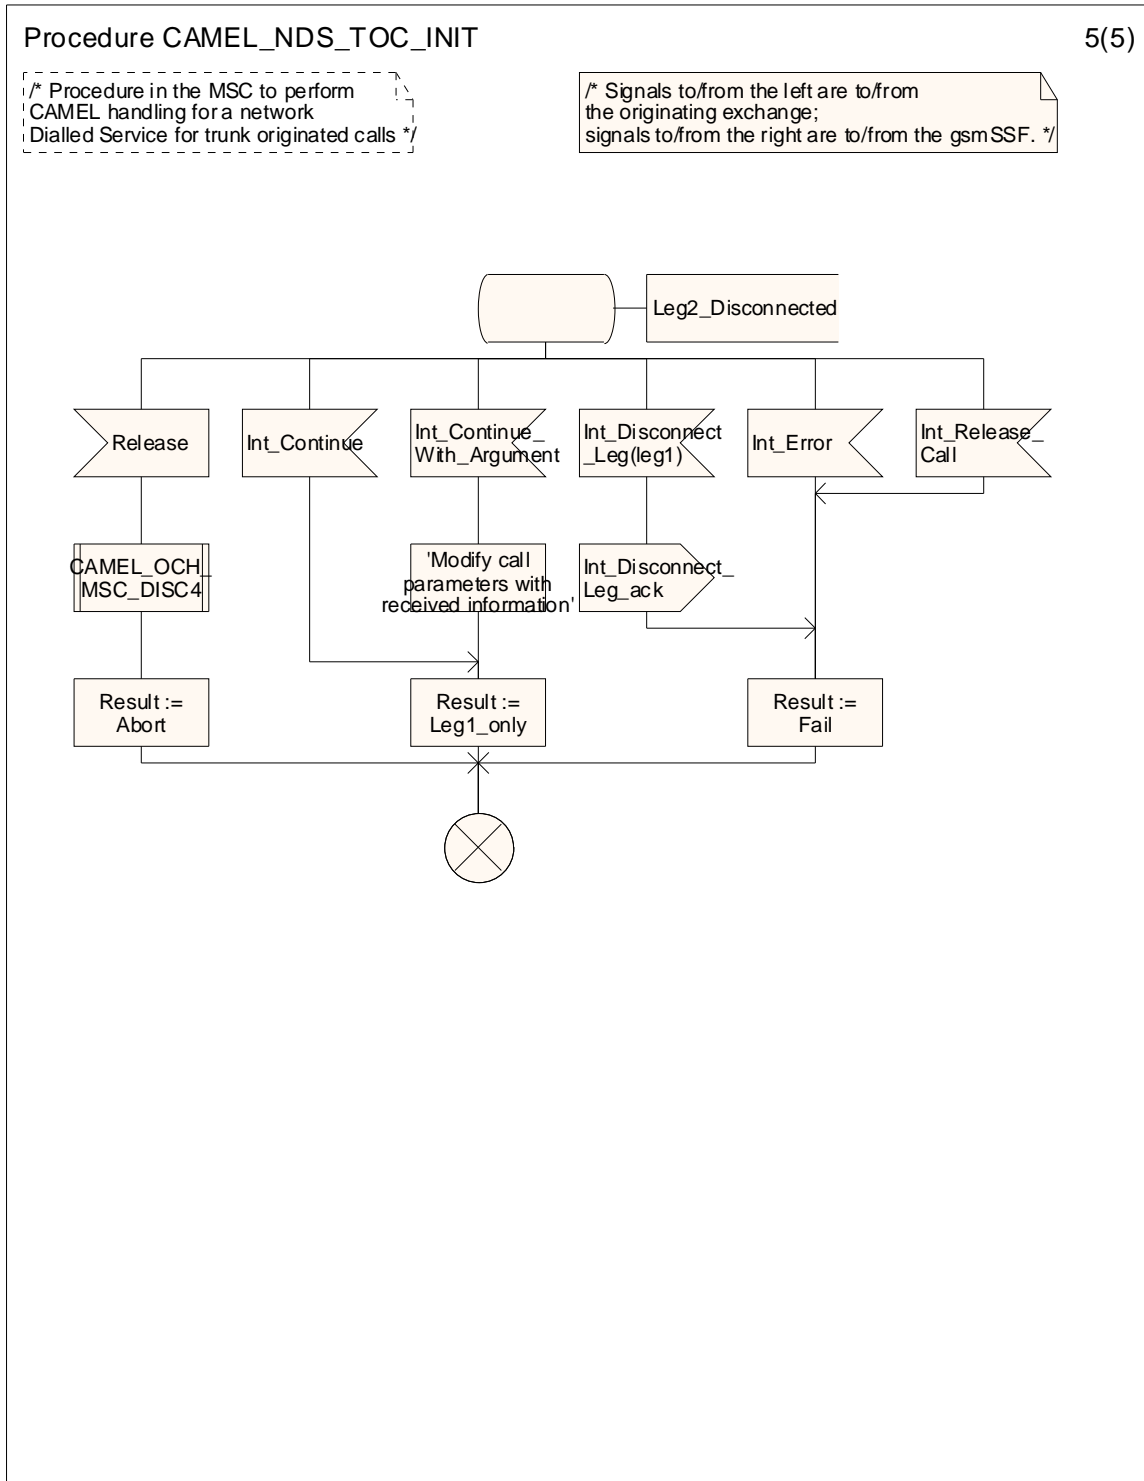 Procedure CAMEL_NDS_TOC_INIT
5(5)
/* Procedure in the MSC to perform
CAMEL handling for a network
Dialled Service for trunk originated calls */
/* Signals to/from the left are to/from
the originating exchange;
signals to/from the right are to/from the gsmSSF. */
Leg2_Disconnected
Release
Int_Continue
Int_Continue_
With_Argument
Int_Disconnect
_Leg(leg1)
Int_Error
Int_Release_
Call
CAMEL_OCH_
MSC_DISC4
'Modify call
parameters with
received information'
Int_Disconnect_
Leg_ack
Result :=
Abort
Result :=
Leg1_only
Result :=
Fail